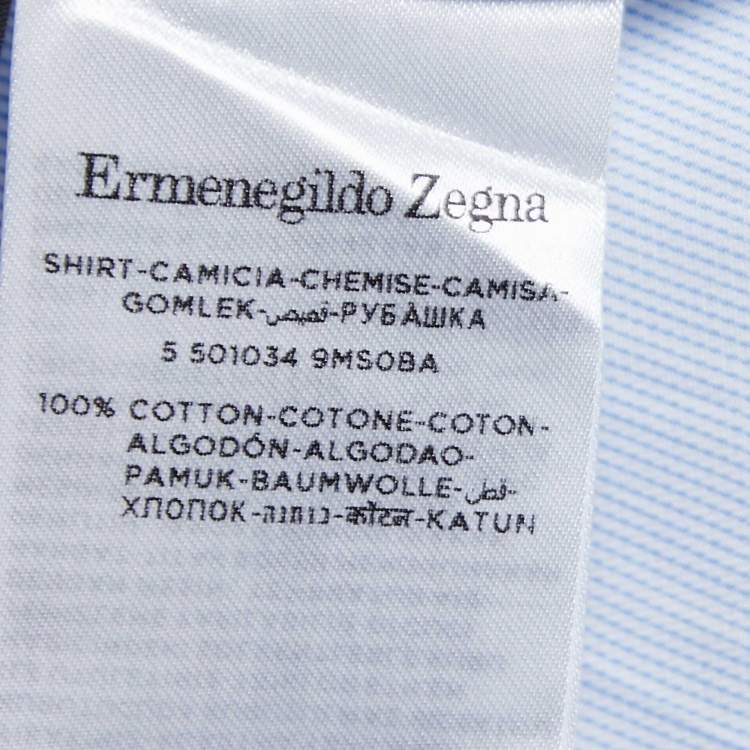 Ermenegildo Zegna
SHIRT-CAMICIA-CHEMISE-CAMISA-
GOMLEK-قميص-РУБАШКА
5 501034 9MS0BA
100% COTTON-COTONE-COTON-
ALGODÓN-ALGODAO-
PAMUK-BAUMWOLLE-قطن-
ХЛОПОК-כותנה-कॉटन-KATUN